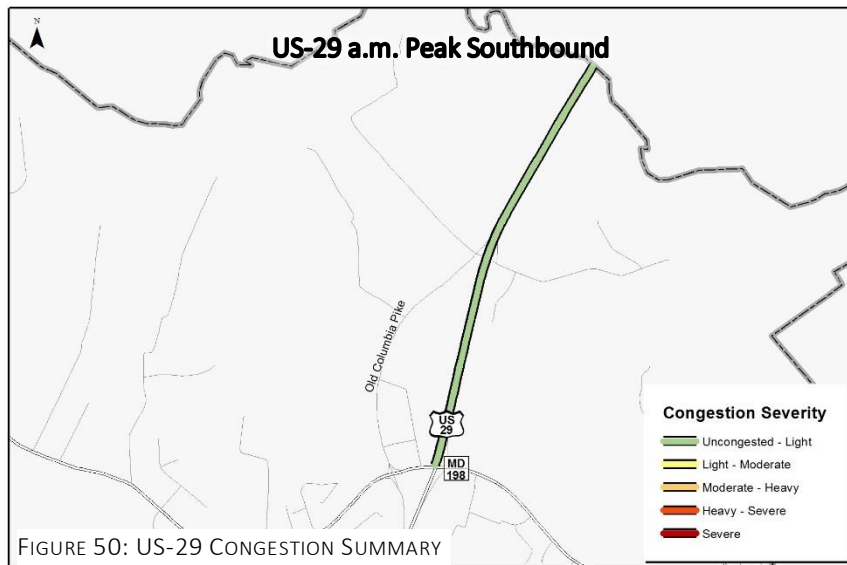 N
US-29 a.m. Peak Southbound
Old Columbia Pike
US
29
MD
198
Congestion Severity
Uncongested - Light
Light - Moderate
Moderate - Heavy
Heavy - Severe
Severe
FIGURE 50: US-29 CONGESTION SUMMARY